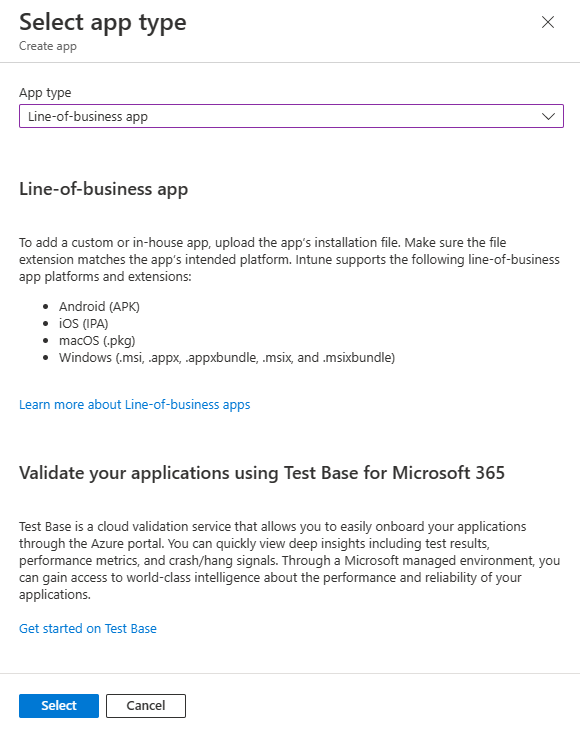 Select app type
Create app
App type
Line-of-business app
Line-of-business app
To add a custom or in-house app, upload the app's installation file. Make sure the file
extension matches the app's intended platform. Intune supports the following line-of-business
app platforms and extensions:
• Android (APK)
• iOS (IPA)
• macOS (.pkg)
• Windows (.msi, .appx, .appxbundle, .msix, and .msixbundle)
Learn more about Line-of-business apps
Validate your applications using Test Base for Microsoft 365
Test Base is a cloud validation service that allows you to easily onboard your applications
through the Azure portal. You can quickly view deep insights including test results,
performance metrics, and crash/hang signals. Through a Microsoft managed environment, you
can gain access to world-class intelligence about the performance and reliability of your
applications.
Get started on Test Base
Select
Cancel